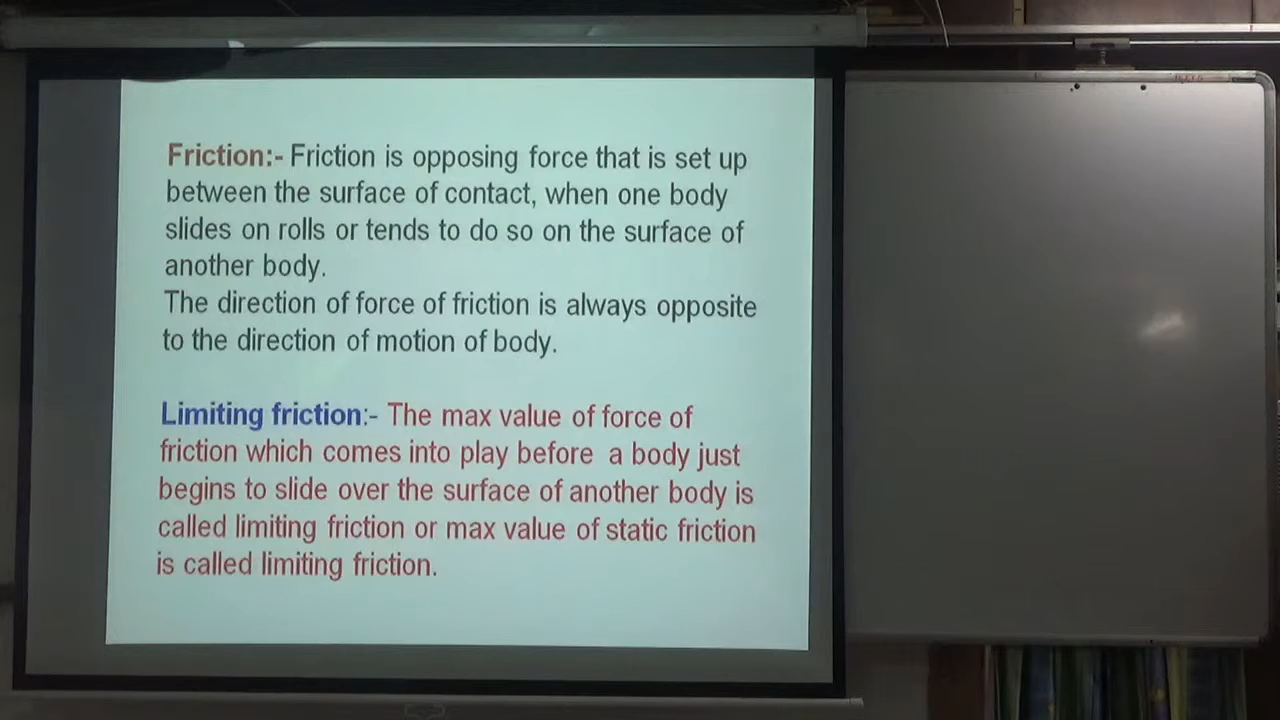 Friction:- Friction is opposing force that is set up
between the surface of contact, when one body
slides on rolls or tends to do so on the surface of
another body.
The direction of force of friction is always opposite
to the direction of motion of body.
Limiting friction:- The max value of force of
friction which comes into play before a body just
begins to slide over the surface of another body is
called limiting friction or max value of static friction
is called limiting friction.